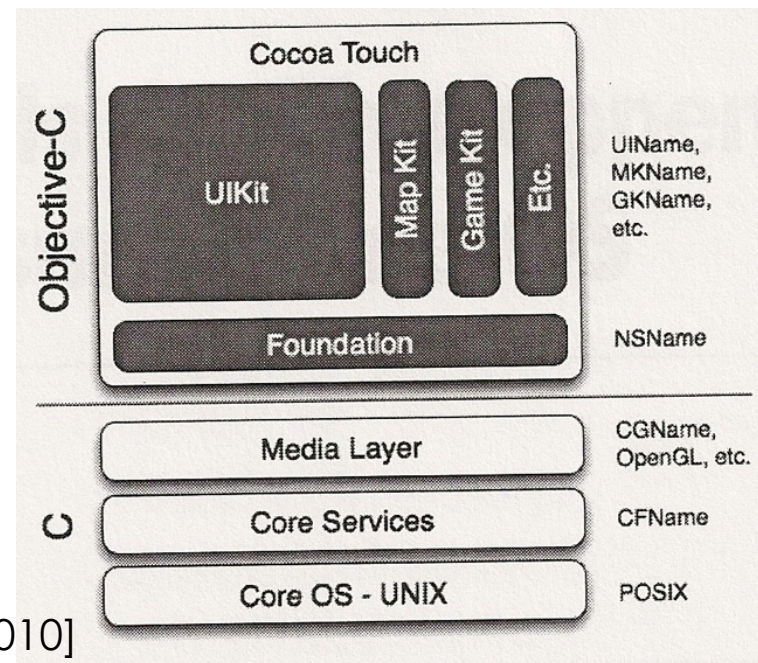 Cocoa Touch
Objective-C
UIKit
Map Kit
Game Kit
Etc.
UIName,
MKName,
GKName,
etc.
Foundation
NSName
C
Media Layer
CGName,
OpenGL, etc.
Core Services
CFName
Core OS - UNIX
POSIX
010]